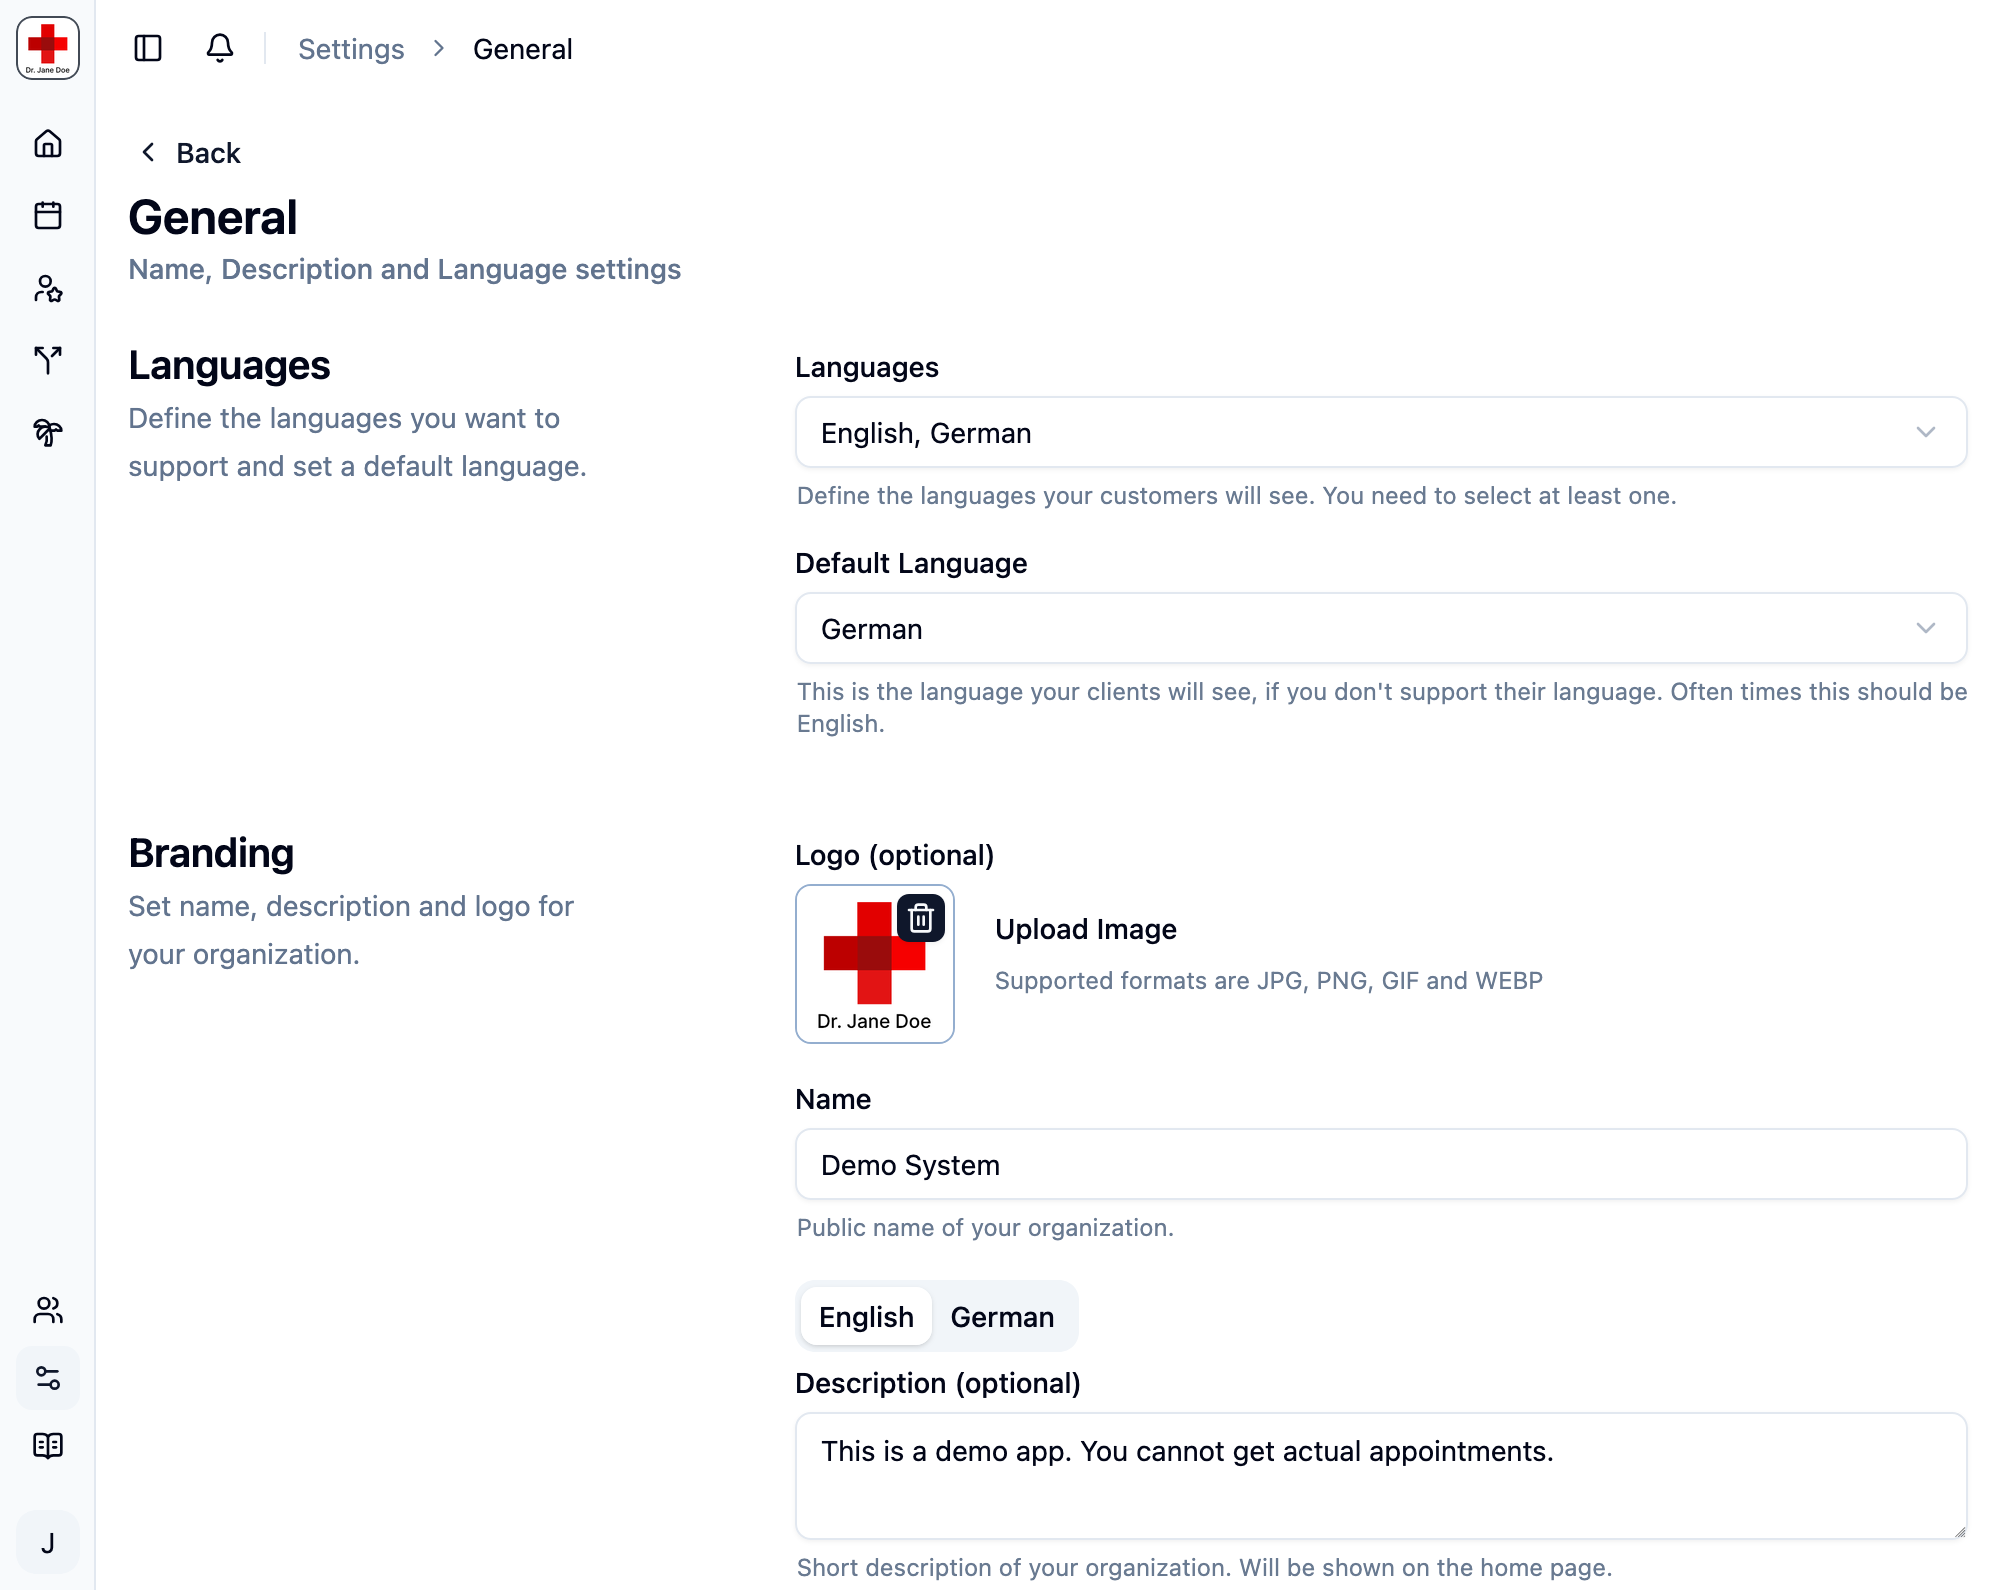 Dr. Jane Doe
Settings
General
Back
General
Name, Description and Language settings
Languages
Define the languages you want to
support and set a default language.
Languages
English, German
Define the languages your customers will see. You need to select at least one.
Default Language
German
This is the language your clients will see, if you don't support their language. Often times this should be
English.
Branding
Set name, description and logo for
your organization.
Logo (optional)
Dr. Jane Doe
Upload Image
Supported formats are JPG, PNG, GIF and WEBP
Name
Demo System
Public name of your organization.
English
German
Description (optional)
This is a demo app. You cannot get actual appointments.
Short description of your organization. Will be shown on the home page.
J